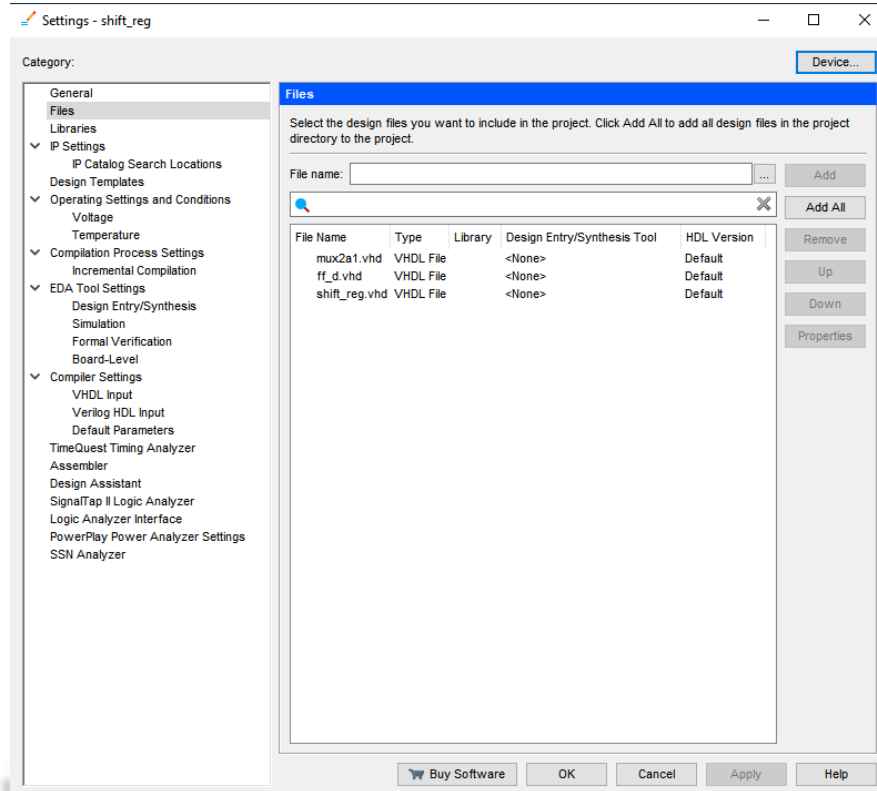 Settings - shift_reg
Category:
Device...
General
Files
Libraries
IP Settings
IP Catalog Search Locations
Design Templates
Operating Settings and Conditions
Voltage
Temperature
Compilation Process Settings
Incremental Compilation
EDA Tool Settings
Design Entry/Synthesis
Simulation
Formal Verification
Board-Level
Compiler Settings
VHDL Input
Verilog HDL Input
Default Parameters
TimeQuest Timing Analyzer
Assembler
Design Assistant
SignalTap II Logic Analyzer
Logic Analyzer Interface
PowerPlay Power Analyzer Settings
SSN Analyzer
Files
Select the design files you want to include in the project. Click Add All to add all design files in the project
directory to the project.
File name:
...
Add
Add All
Remove
Up
Down
Properties
File Name Type Library Design Entry/Synthesis Tool HDL Version
mux2a1.vhd VHDL File <None> Default
ff_d.vhd VHDL File <None> Default
shift_reg.vhd VHDL File <None> Default
Buy Software OK Cancel Apply Help